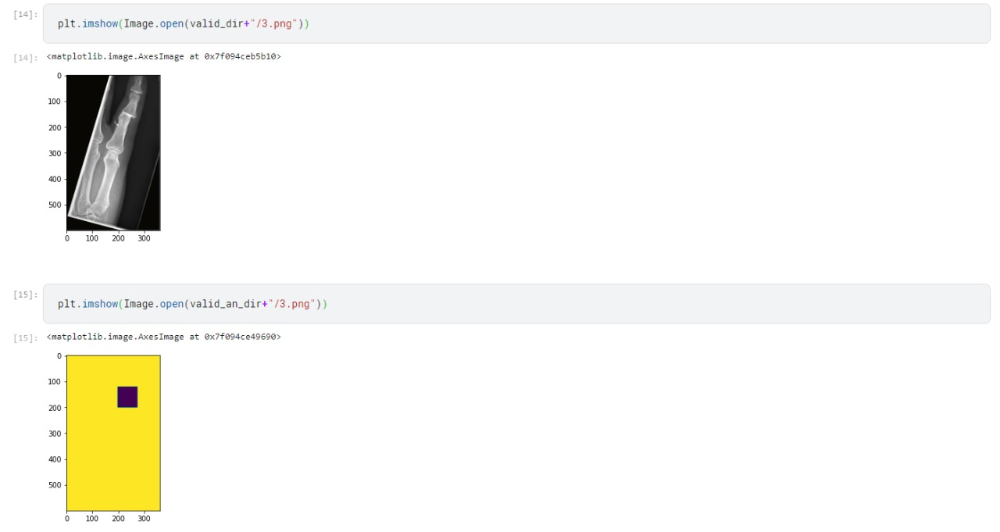 [14]:
plt.imshow(Image.open(valid_dir+"/3.png"))
[14]: <matplotlib.image.AxesImage at 0x7f094ceb5b10>
0
100
200
300
400
500
0 100 200 300
[15]:
plt.imshow(Image.open(valid_an_dir+"/3.png"))
[15]: <matplotlib.image.AxesImage at 0x7f094ce49690>
0
100
200
300
400
500
0 100 200 300